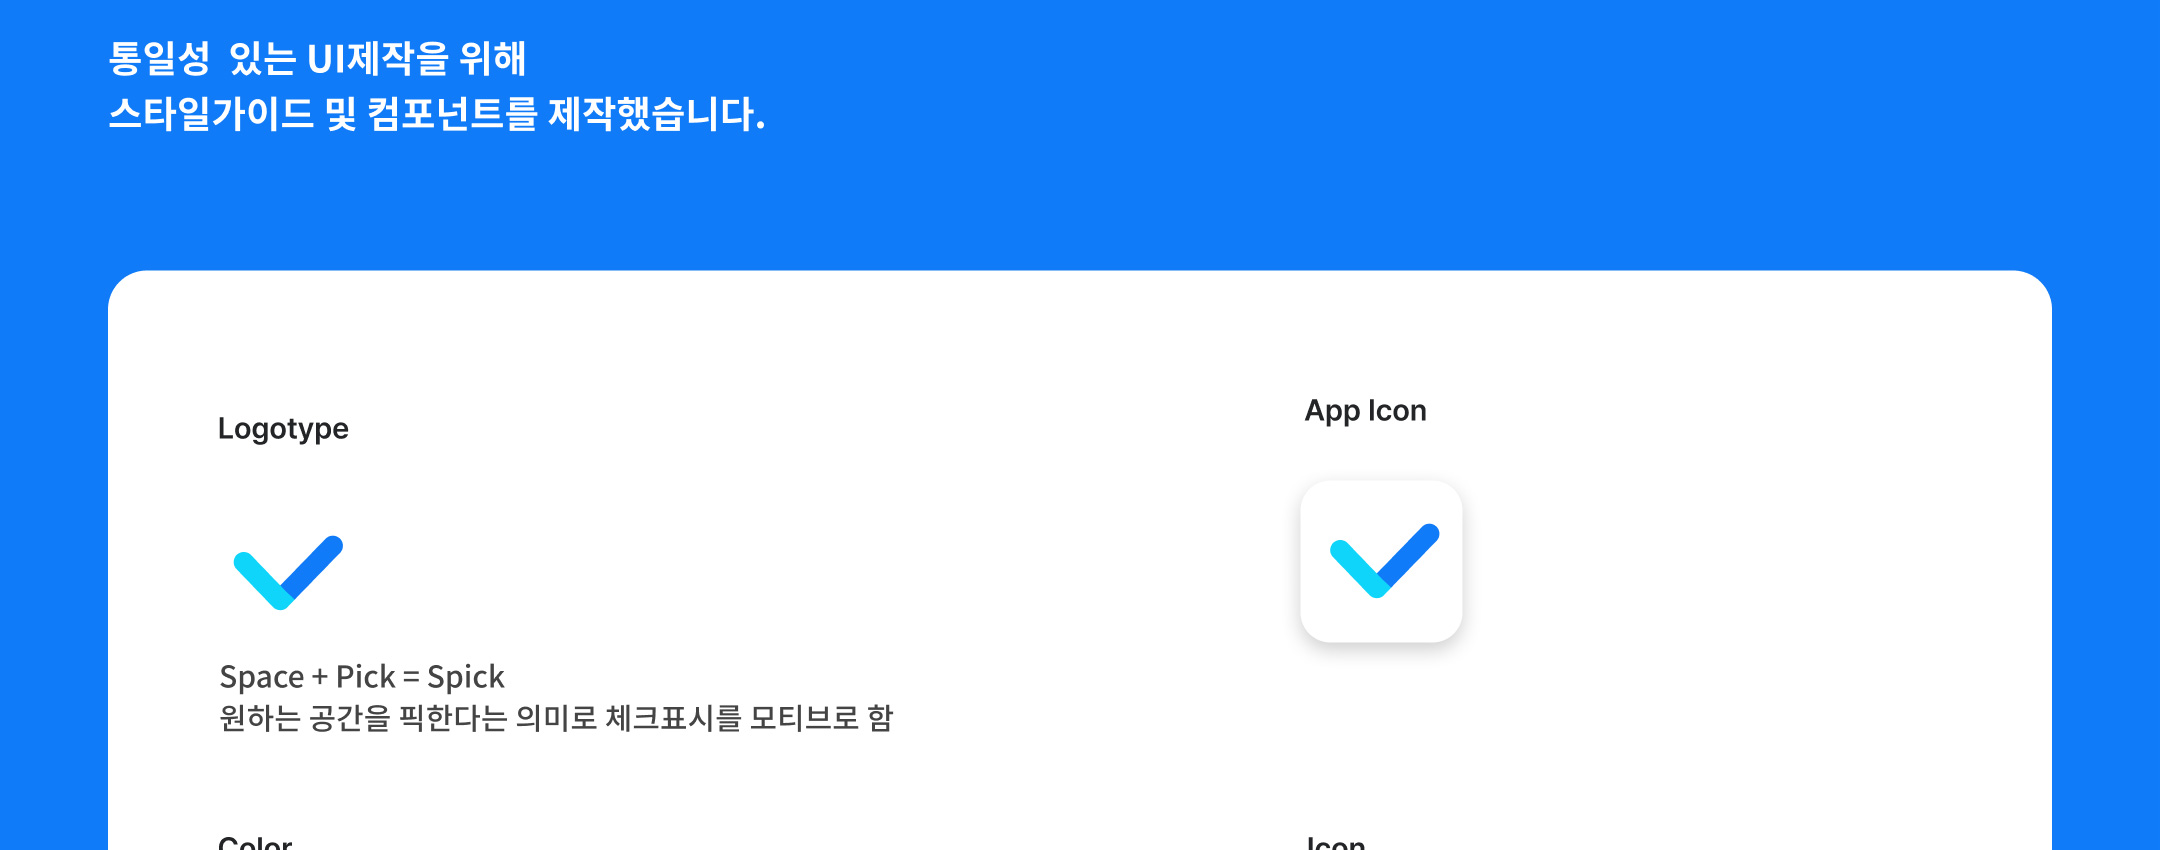 통일성  있는 UI제작을 위해
스타일가이드 및 컴포넌트를 제작했습니다.
Logotype
App Icon
Space + Pick = Spick
원하는 공간을 픽한다는 의미로 체크표시를 모티브로 함
Color
Icon